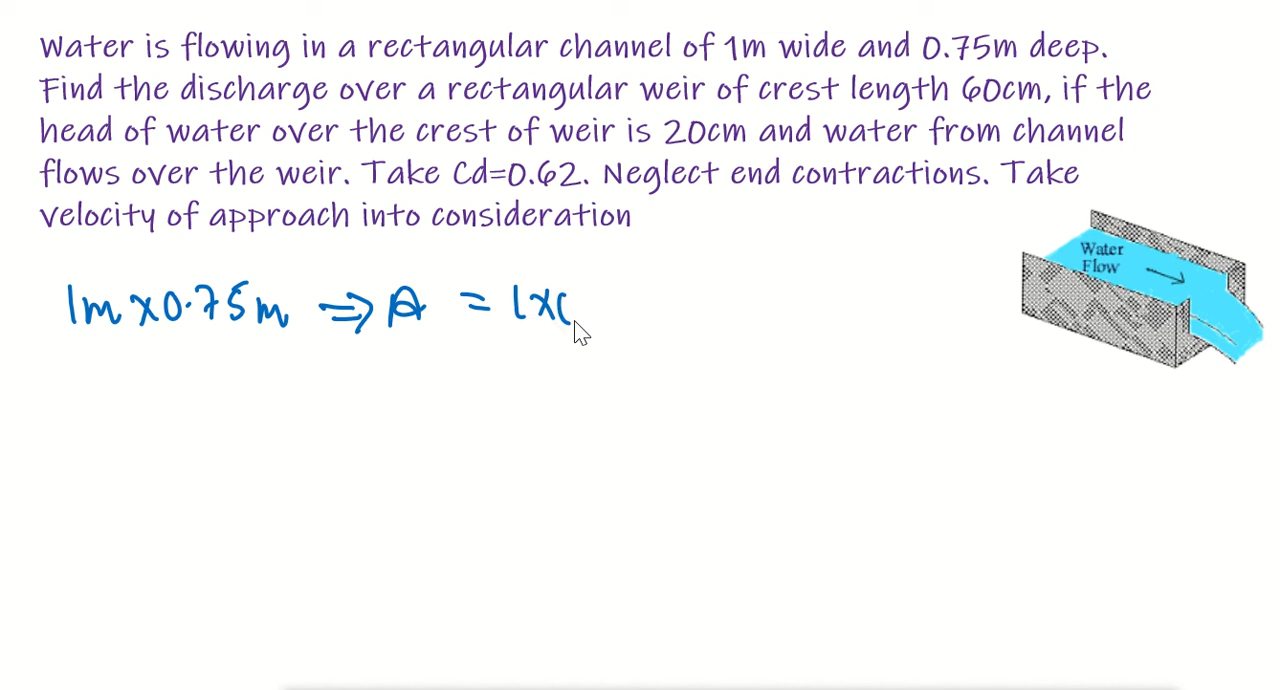 Water is flowing in a rectangular channel of 1m wide and 0.75m deep.
Find the discharge over a rectangular weir of crest length 60cm, if the
head of water over the crest of weir is 20cm and water from channel
flows over the weir. Take Cd=0.62. Neglect end contractions. Take
velocity of approach into consideration
Water
Flow
1m x 0.75m ⇒ A = 1x